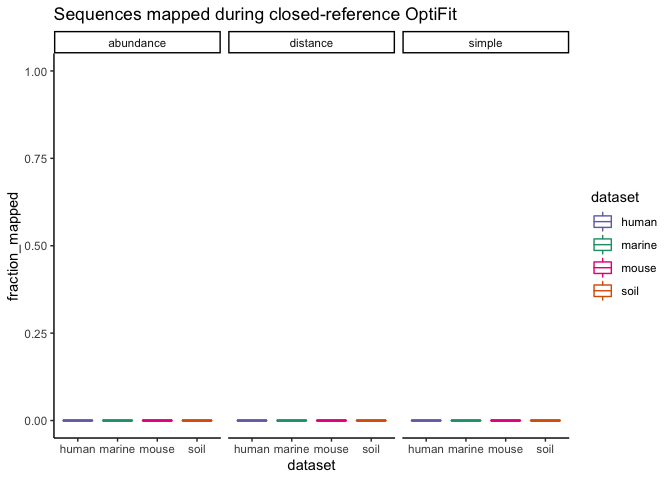 Sequences mapped during closed-reference OptiFit
abundance distance simple
1.00
0.75
0.50
0.25
0.00
fraction_mapped
human marine mouse soil human marine mouse soil human marine mouse soil
dataset
dataset
human
marine
mouse
soil